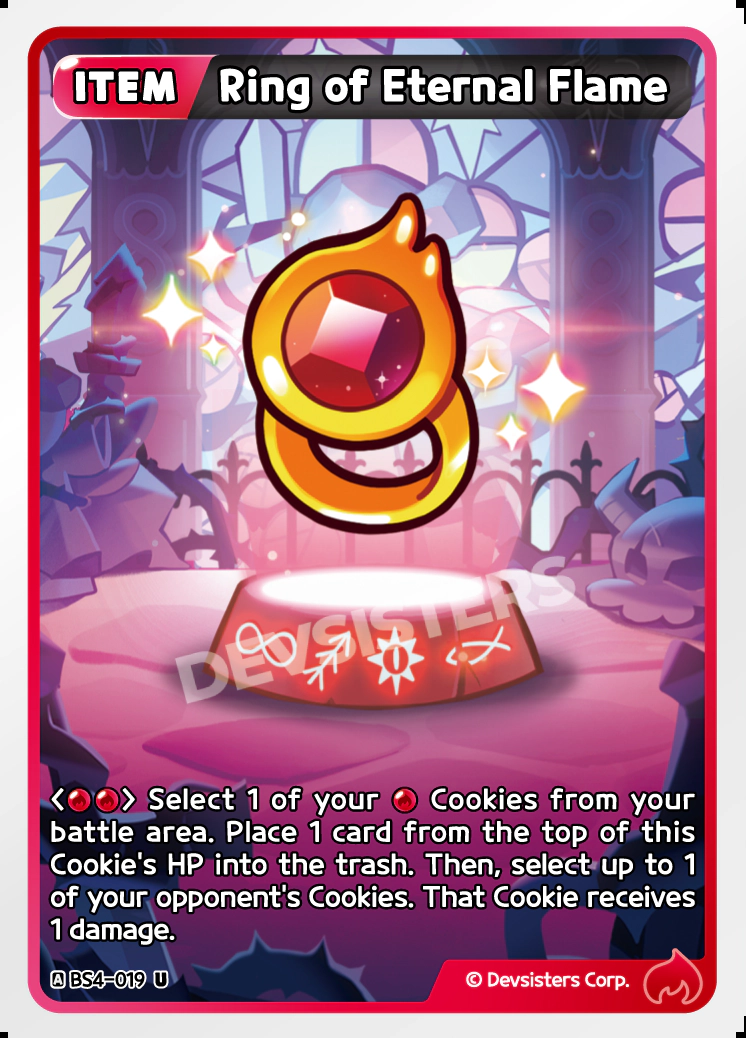 ITEM Ring of Eternal Flame
DEVSISTERS
<🔥🔥> Select 1 of your 🔥 Cookies from your
battle area. Place 1 card from the top of this
Cookie's HP into the trash. Then, select up to 1
of your opponent's Cookies. That Cookie receives
1 damage.
A BS4-019 U
© Devsisters Corp.